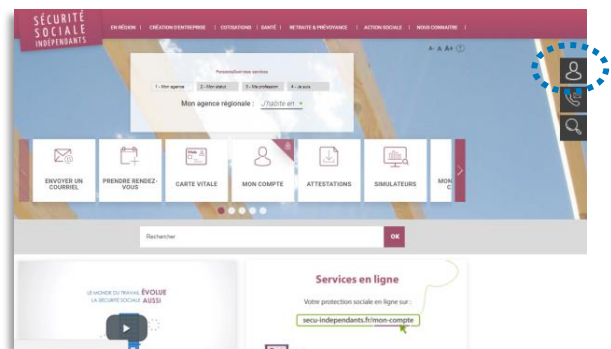 SÉCURITÉ
SOCIALE
INDÉPENDANTS
EN RÉGION | CRÉATION D'ENTREPRISE | COTISATIONS | SANTÉ | RETRAITE & PRÉVOYANCE | ACTION SOCIALE | NOUS CONNAITRE |
A- A A+ ?
Personnalisez mes services
1 - Mon agence 2 - Mon statut 3 - Ma profession 4 - Je suis
Mon agence régionale : J'habite en
ENVOYER UN
COURRIEL
PRENDRE RENDEZ-
VOUS
CARTE VITALE
MON COMPTE
ATTESTATIONS
SIMULATEURS
Rechercher
OK
LE MONDE DU TRAVAIL ÉVOLUE
LA SÉCURITÉ SOCIALE AUSSI
Services en ligne
Votre protection sociale en ligne sur :
secu-independants.fr/mon-compte